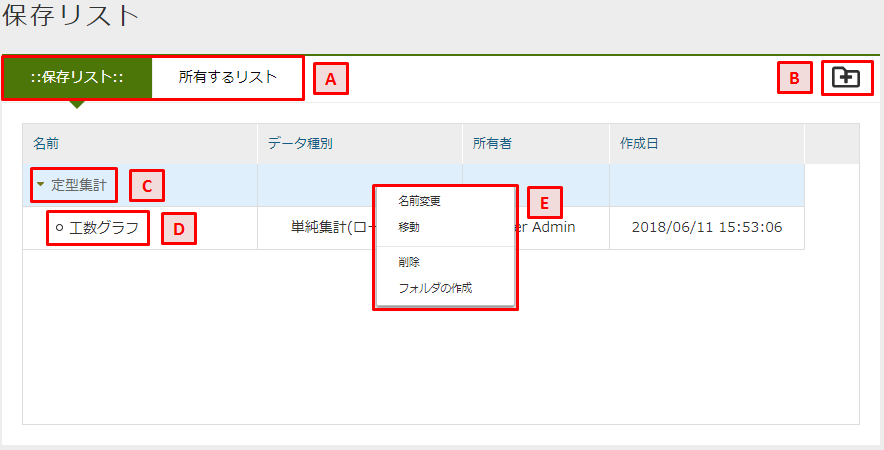 保存リスト
::保存リスト:: 所有するリスト A B
名前 データ種別 所有者 作成日
定型集計 C
名前変更 E
工数グラフ D 単純集計(ロー er Admin 2018/06/11 15:53:06
移動
削除
フォルダの作成